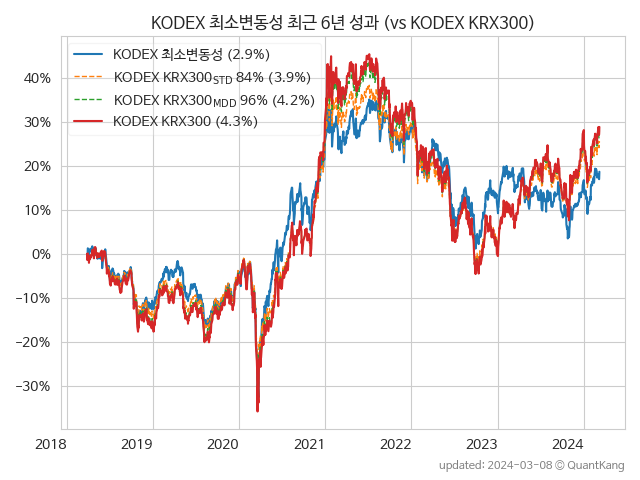 KODEX 최소변동성 최근 6년 성과 (vs KODEX KRX300)
KODEX 최소변동성 (2.9%)
KODEX KRX300STD 84% (3.9%)
KODEX KRX300MDD 96% (4.2%)
KODEX KRX300 (4.3%)
40%
30%
20%
10%
0%
−10%
−20%
−30%
2018 2019 2020 2021 2022 2023 2024
updated: 2024-03-08 © QuantKang